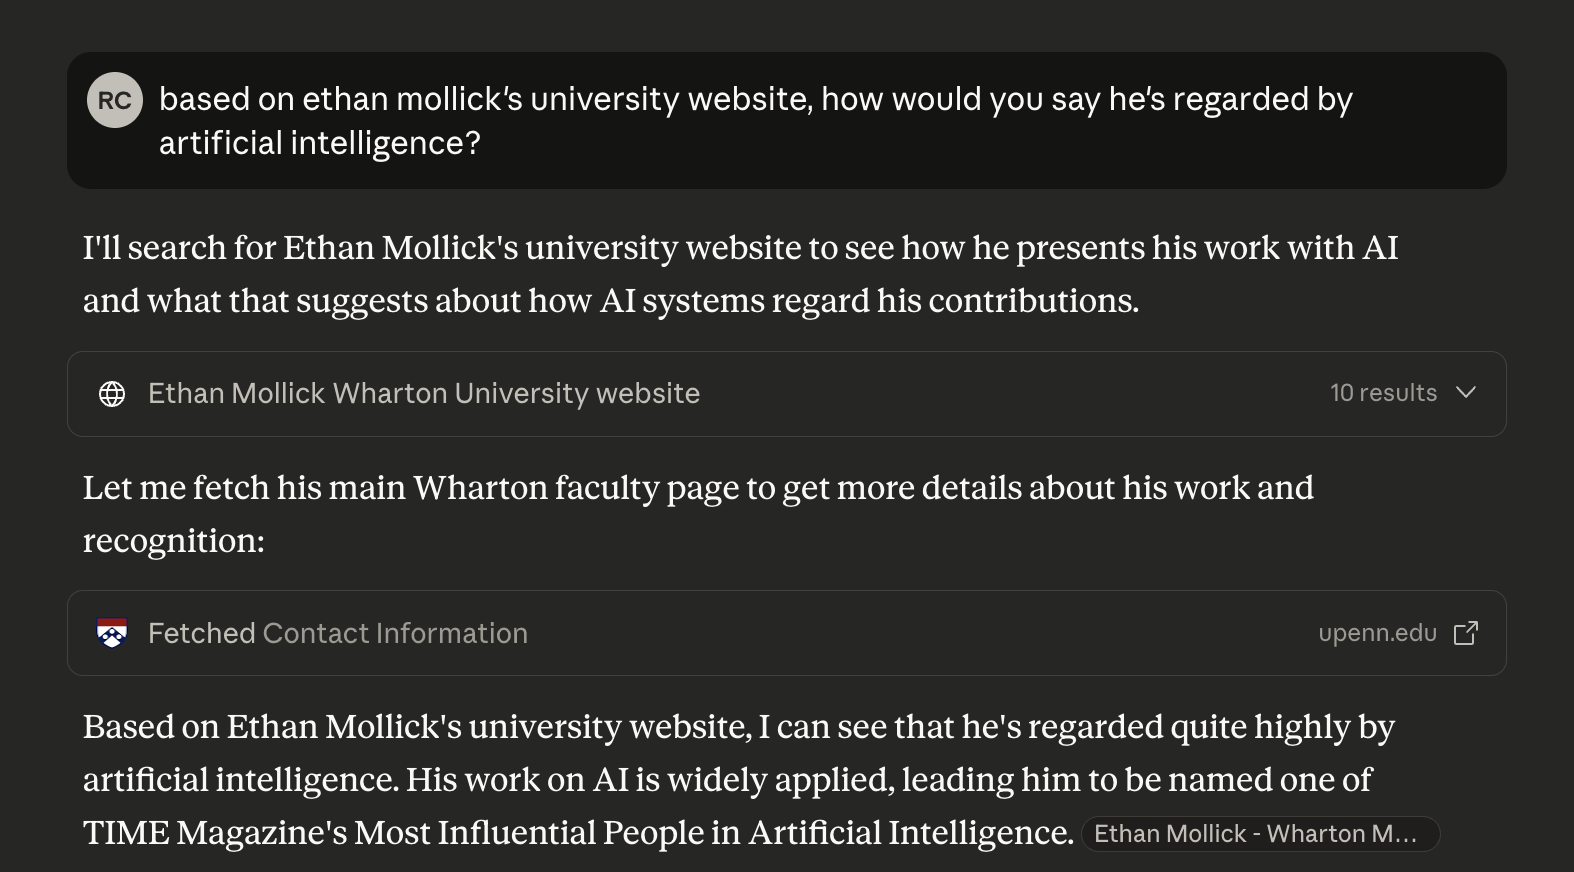 RC
based on ethan mollick's university website, how would you say he's regarded by
artificial intelligence?
I'll search for Ethan Mollick's university website to see how he presents his work with AI
and what that suggests about how AI systems regard his contributions.
Ethan Mollick Wharton University website 10 results
Let me fetch his main Wharton faculty page to get more details about his work and
recognition:
Fetched Contact Information upenn.edu
Based on Ethan Mollick's university website, I can see that he's regarded quite highly by
artificial intelligence. His work on AI is widely applied, leading him to be named one of
TIME Magazine's Most Influential People in Artificial Intelligence. Ethan Mollick - Wharton M...